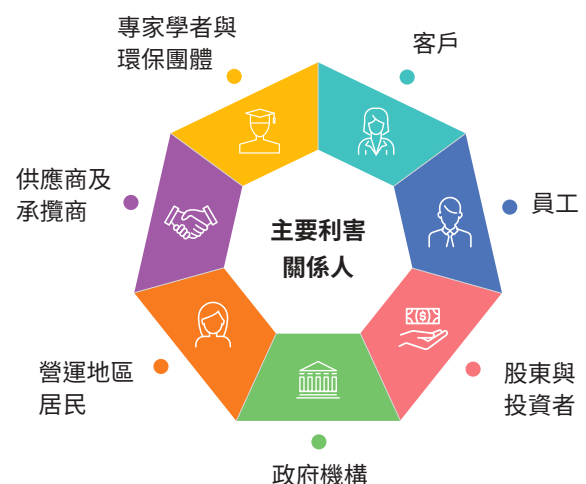 專家學者與
環保團體
客戶
供應商及
承攬商
主要利害
關係人
員工
營運地區
居民
股東與
投資者
政府機構